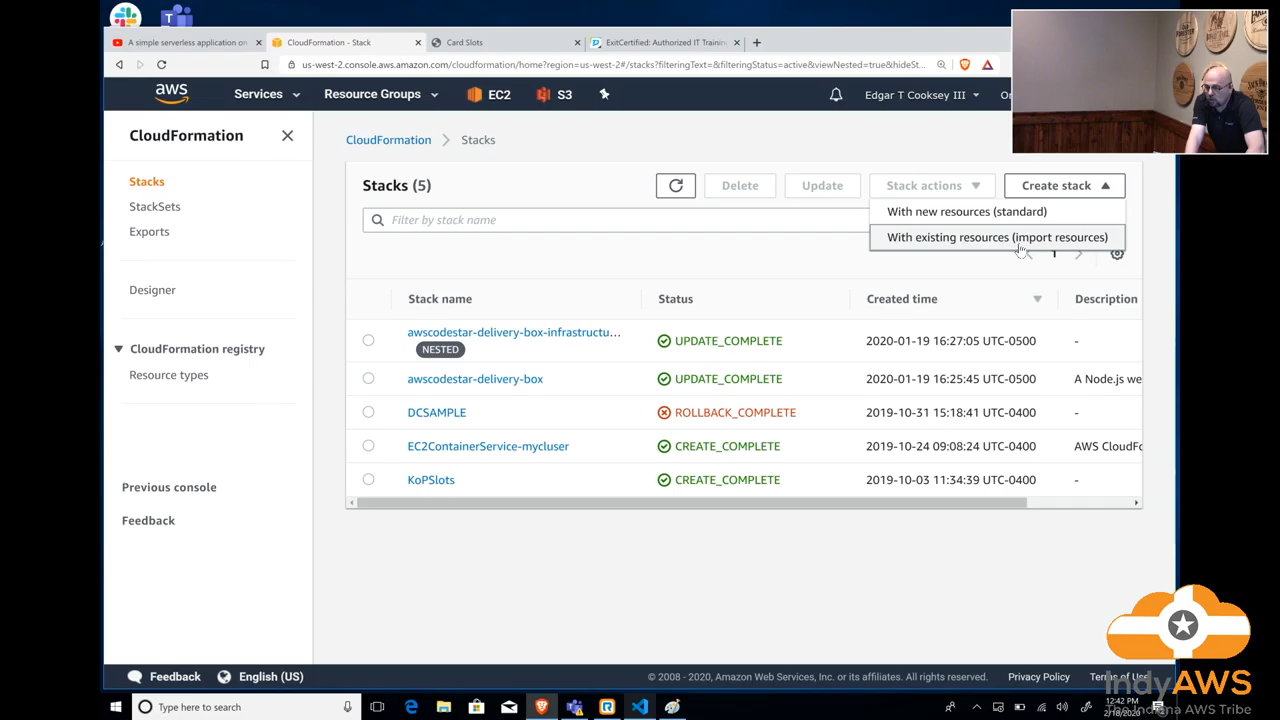 A simple serverless application on
CloudFormation - Stack
Card Slots
ExitCertified: Authorized IT Trainin
us-west-2.console.aws.amazon.com/cloudformation/home?region=us-west-2#/stacks?filteringText=&filteringStatus=active&viewNested=true&hideSt...
aws
Services
Resource Groups
EC2
S3
Edgar T Cooksey III
CloudFormation
Stacks
StackSets
Exports
Designer
CloudFormation registry
Resource types
Previous console
Feedback
CloudFormation
Stacks
Stacks (5)
Delete
Update
Stack actions
Create stack
With new resources (standard)
With existing resources (import resources)
Filter by stack name
1
Stack name
Status
Created time
Description
awscodestar-delivery-box-infrastructu...
NESTED
UPDATE_COMPLETE
2020-01-19 16:27:05 UTC-0500
-
awscodestar-delivery-box
UPDATE_COMPLETE
2020-01-19 16:25:45 UTC-0500
A Node.js we
DCSAMPLE
ROLLBACK_COMPLETE
2019-10-31 15:18:41 UTC-0400
-
EC2ContainerService-mycluser
CREATE_COMPLETE
2019-10-24 09:08:24 UTC-0400
AWS CloudFo
KoPSlots
CREATE_COMPLETE
2019-10-03 11:34:39 UTC-0400
-
Feedback
English (US)
© 2008 - 2020, Amazon Web Services, Inc. or its affiliates. All rights reserved.
Privacy Policy
Terms of Use
IndyAWS
The Indiana AWS Tribe
Type here to search
12:42 PM
2/18/2020